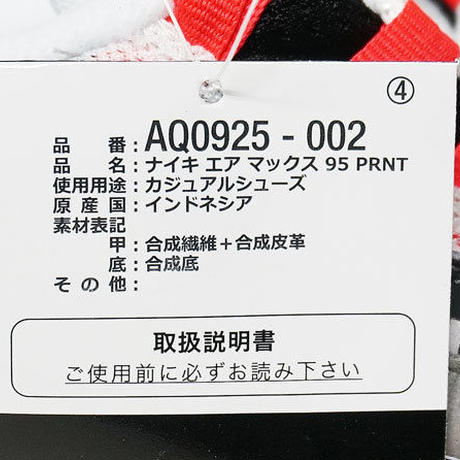 ④
品番：AQ0925 - 002
品名：ナイキ エア マックス 95 PRNT
使用用途：カジュアルシューズ
原産国：インドネシア
素材表記
甲：合成繊維＋合成皮革
底：合成底
その他：
取扱説明書
ご使用前に必ずお読み下さい